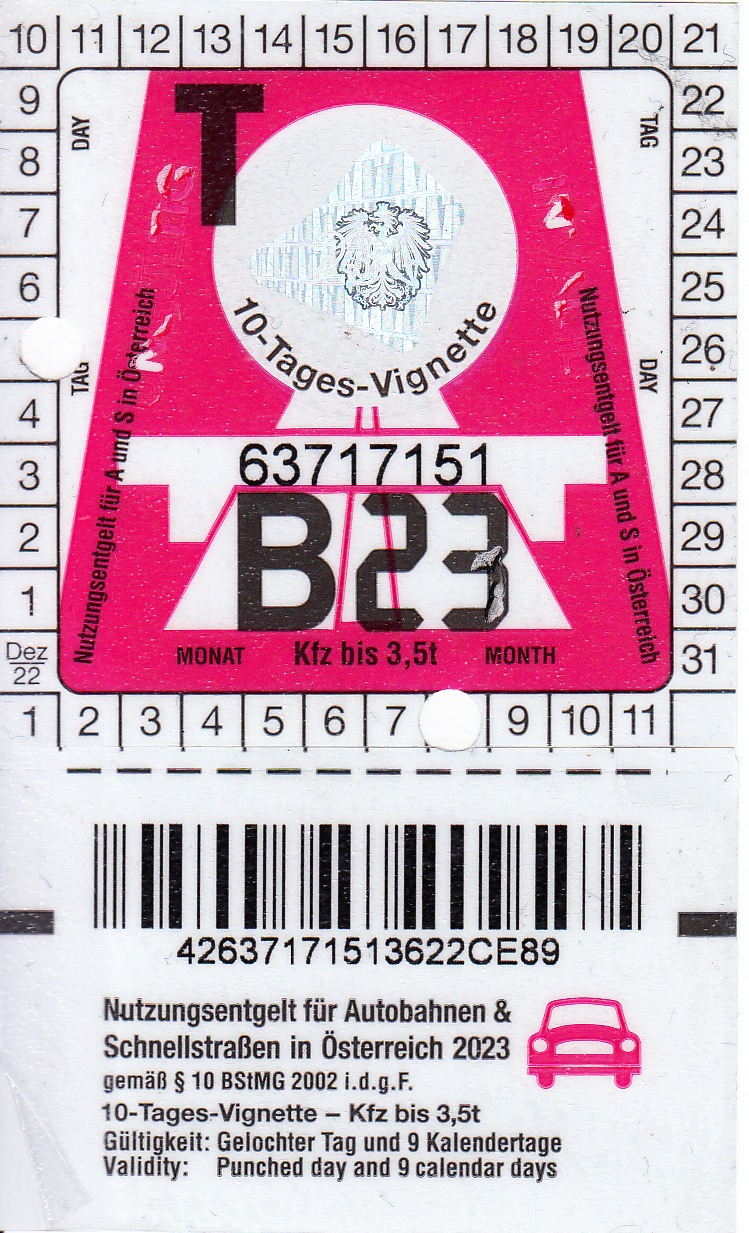 10 11 12 13 14 15 16 17 18 19 20 21
9 22
8 23
7 24
6 25
26
4 27
3 28
2 29
1 30
Dez 22 31
1 2 3 4 5 6 7 9 10 11
DAY
TAG
T
10-Tages-Vignette
TAG
DAY
Nutzungsentgelt für A und S in Österreich
Nutzungsentgelt für A und S in Österreich
63717151
B23
MONAT Kfz bis 3,5t MONTH
42637171513622CE89
Nutzungsentgelt für Autobahnen &
Schnellstraßen in Österreich 2023
gemäß § 10 BStMG 2002 i.d.g.F.
10-Tages-Vignette – Kfz bis 3,5t
Gültigkeit: Gelochter Tag und 9 Kalendertage
Validity: Punched day and 9 calendar days